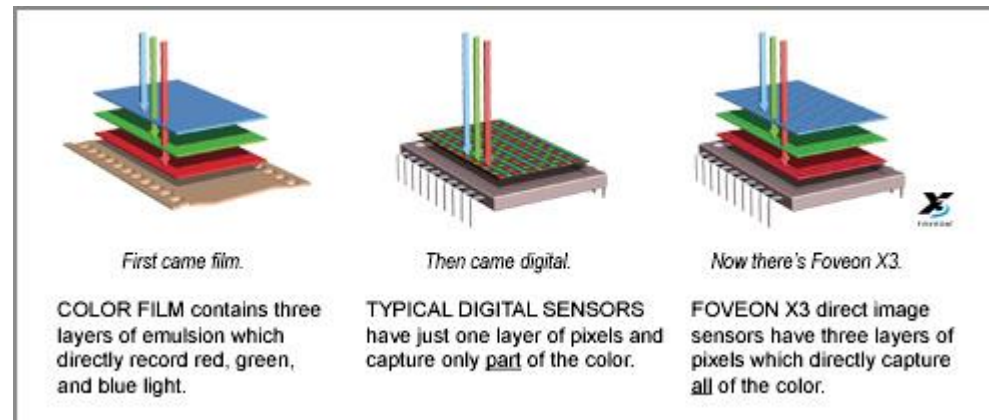 X3
First came film.
Then came digital.
Now there's Foveon X3.
COLOR FILM contains three
layers of emulsion which
directly record red, green,
and blue light.
TYPICAL DIGITAL SENSORS
have just one layer of pixels and
capture only part of the color.
FOVEON X3 direct image
sensors have three layers of
pixels which directly capture
all of the color.